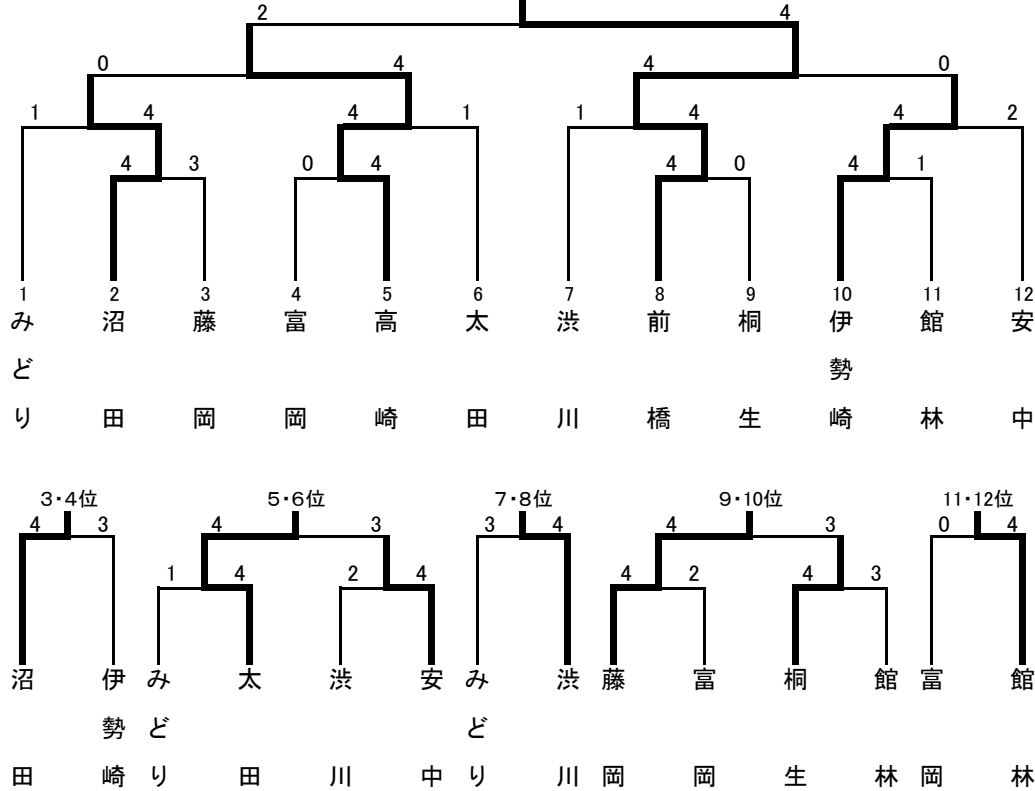 2 4
0 4 4 0
1 4 4 1 1 4 4 2
4 3 0 4 4 0 4 1
1 2 3 4 5 6 7 8 9 10 11 12
みどり 沼田 藤岡 富岡 高崎 太田 渋川 前橋 桐生 伊勢崎 館林 安中
3・4位 5・6位 7・8位 9・10位 11・12位
4 3 4 3 3 4 4 3 0 4
1 4 2 4 4 2 4 3
沼田 伊勢崎 みどり 太田 渋川 安中 みどり 渋川 藤岡 富岡 桐生 館林 富岡 館林